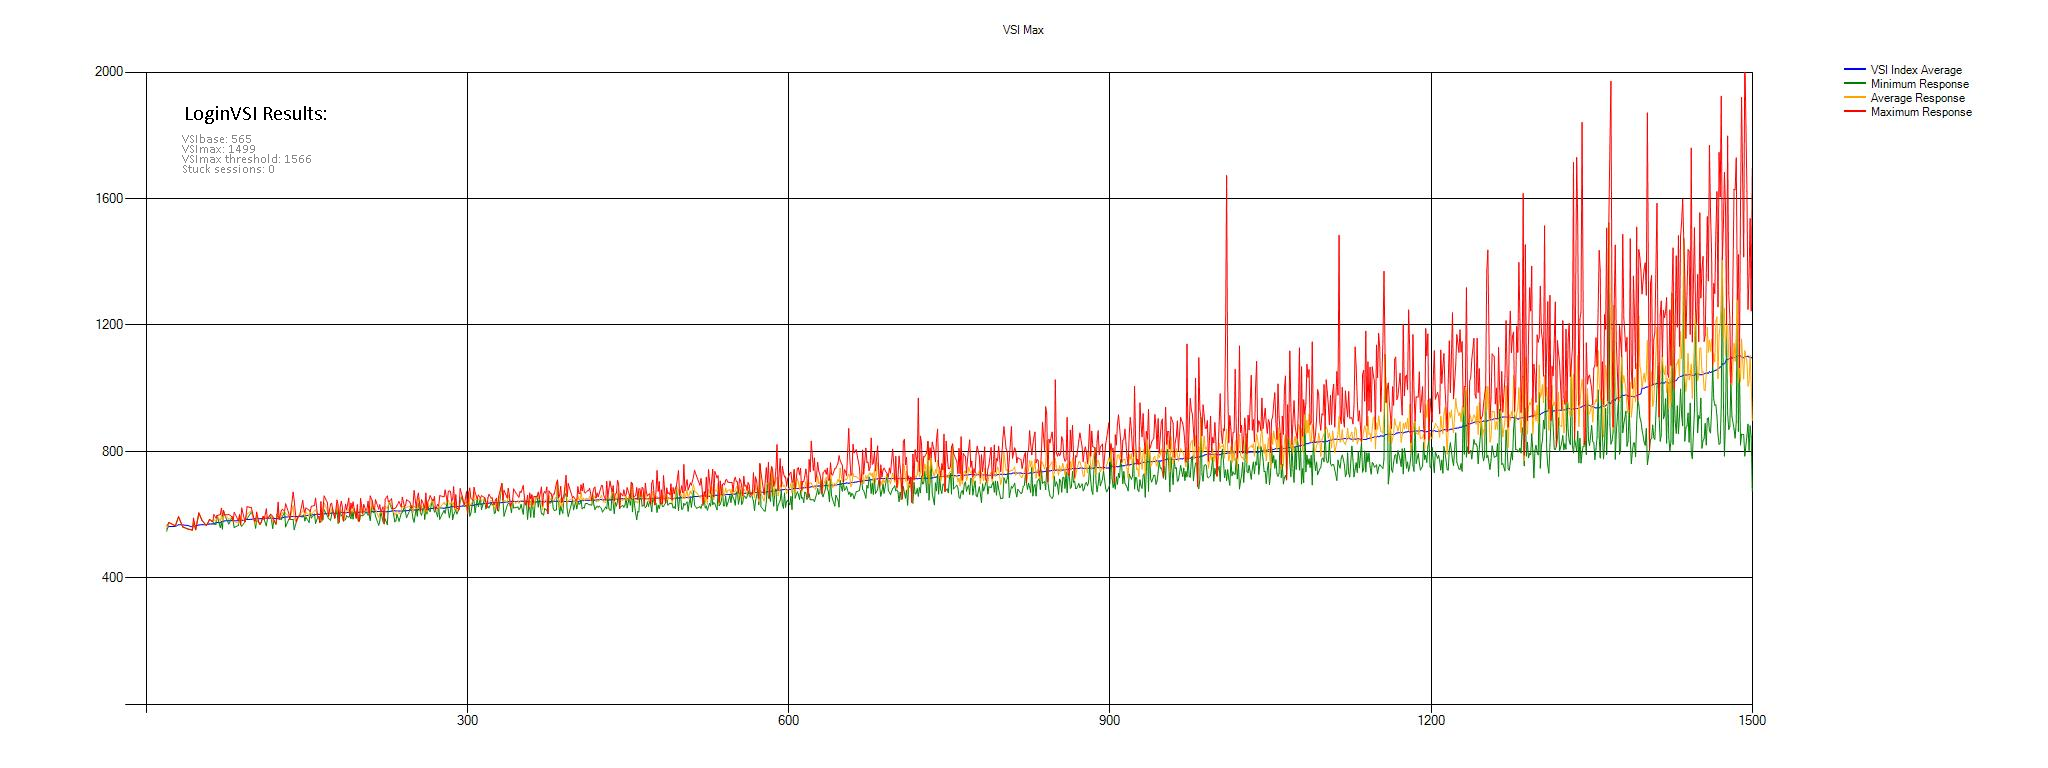 VSI Max
2000
1600
1200
800
400
LoginVSI Results:
VSIbase: 565
VSImax: 1499
VSImax threshold: 1566
Stuck sessions: 0
VSI Index Average
Minimum Response
Average Response
Maximum Response
300
600
900
1200
1500